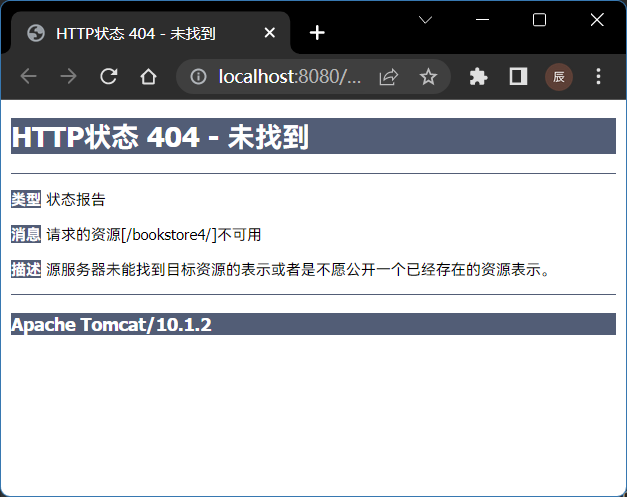 HTTP状态 404 - 未找到
localhost:8080/...
辰
HTTP状态 404 - 未找到
类型 状态报告
消息 请求的资源[/bookstore4/]不可用
描述 源服务器未能找到目标资源的表示或者是不愿公开一个已经存在的资源表示。
Apache Tomcat/10.1.2